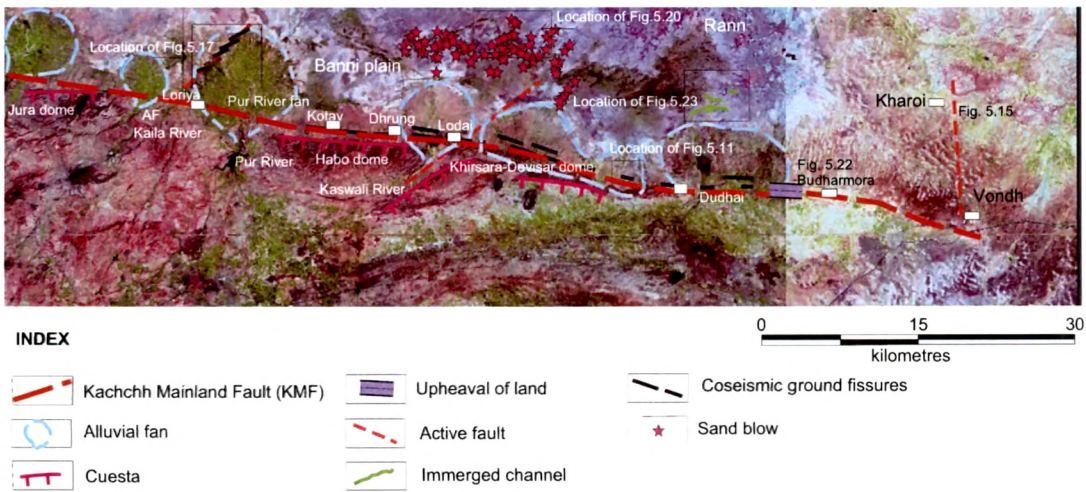 Location of Fig.5.20
Rann
Location of Fig.5.17
Banni plain
Loriya
Jura dome
AF
Kaila River
Pur River fan
Kotay
Dhrung
Lodai
Location of Fig.5.23
Kharoi
Fig. 5.15
Pur River
Habo dome
Khirsara-Devisar dome
Location of Fig.5.11
Kaswali River
Dudhai
Fig. 5.22
Budharmora
Vondh
INDEX
0 15 30
kilometres
Kachchh Mainland Fault (KMF)
Upheaval of land
Coseismic ground fissures
Alluvial fan
Active fault
Sand blow
Cuesta
Immerged channel